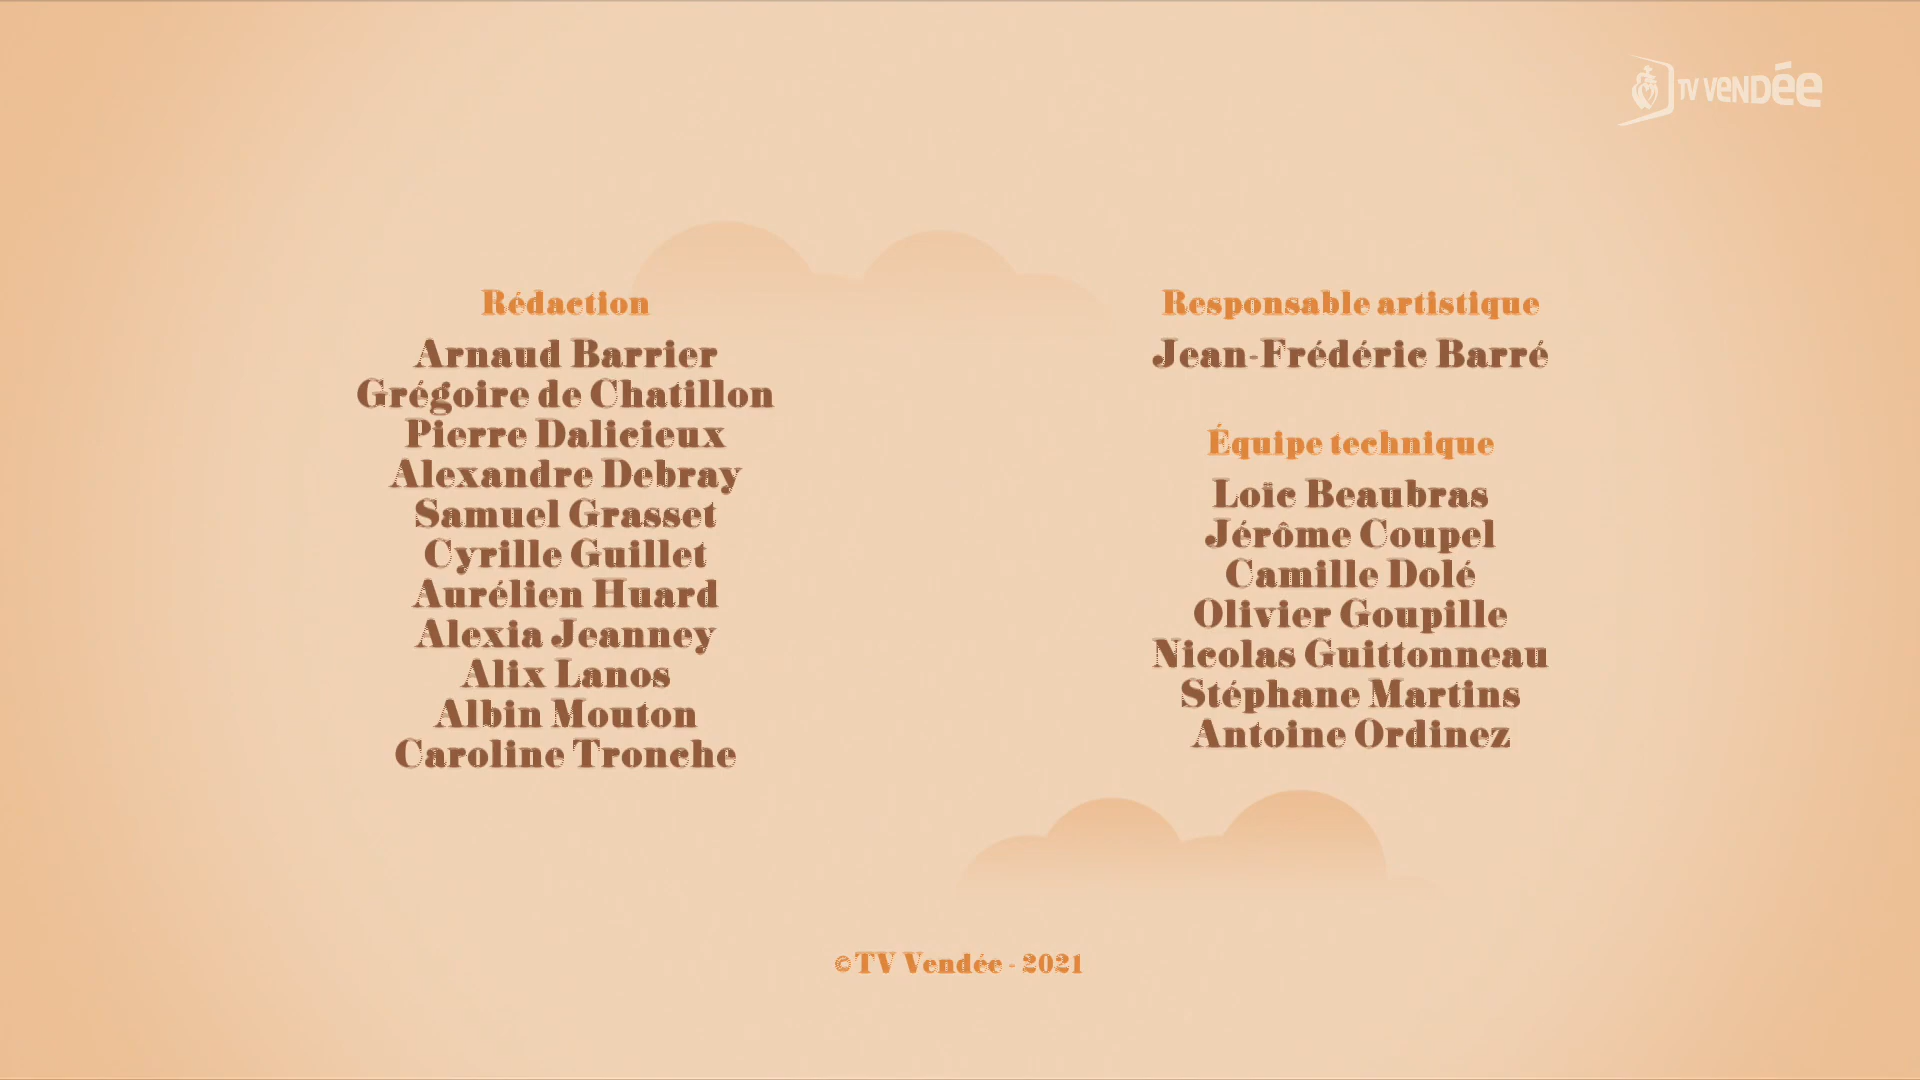 TV VENDÉE
Rédaction
Arnaud Barrier
Grégoire de Chatillon
Pierre Dalicieux
Alexandre Debray
Samuel Grasset
Cyrille Guillet
Aurélien Huard
Alexia Jeanney
Alix Lanos
Albin Mouton
Caroline Tronche
Responsable artistique
Jean-Frédéric Barré
Équipe technique
Loïc Beaubras
Jérôme Coupel
Camille Dolé
Olivier Goupille
Nicolas Guittonneau
Stéphane Martins
Antoine Ordinez
©TV Vendée - 2021